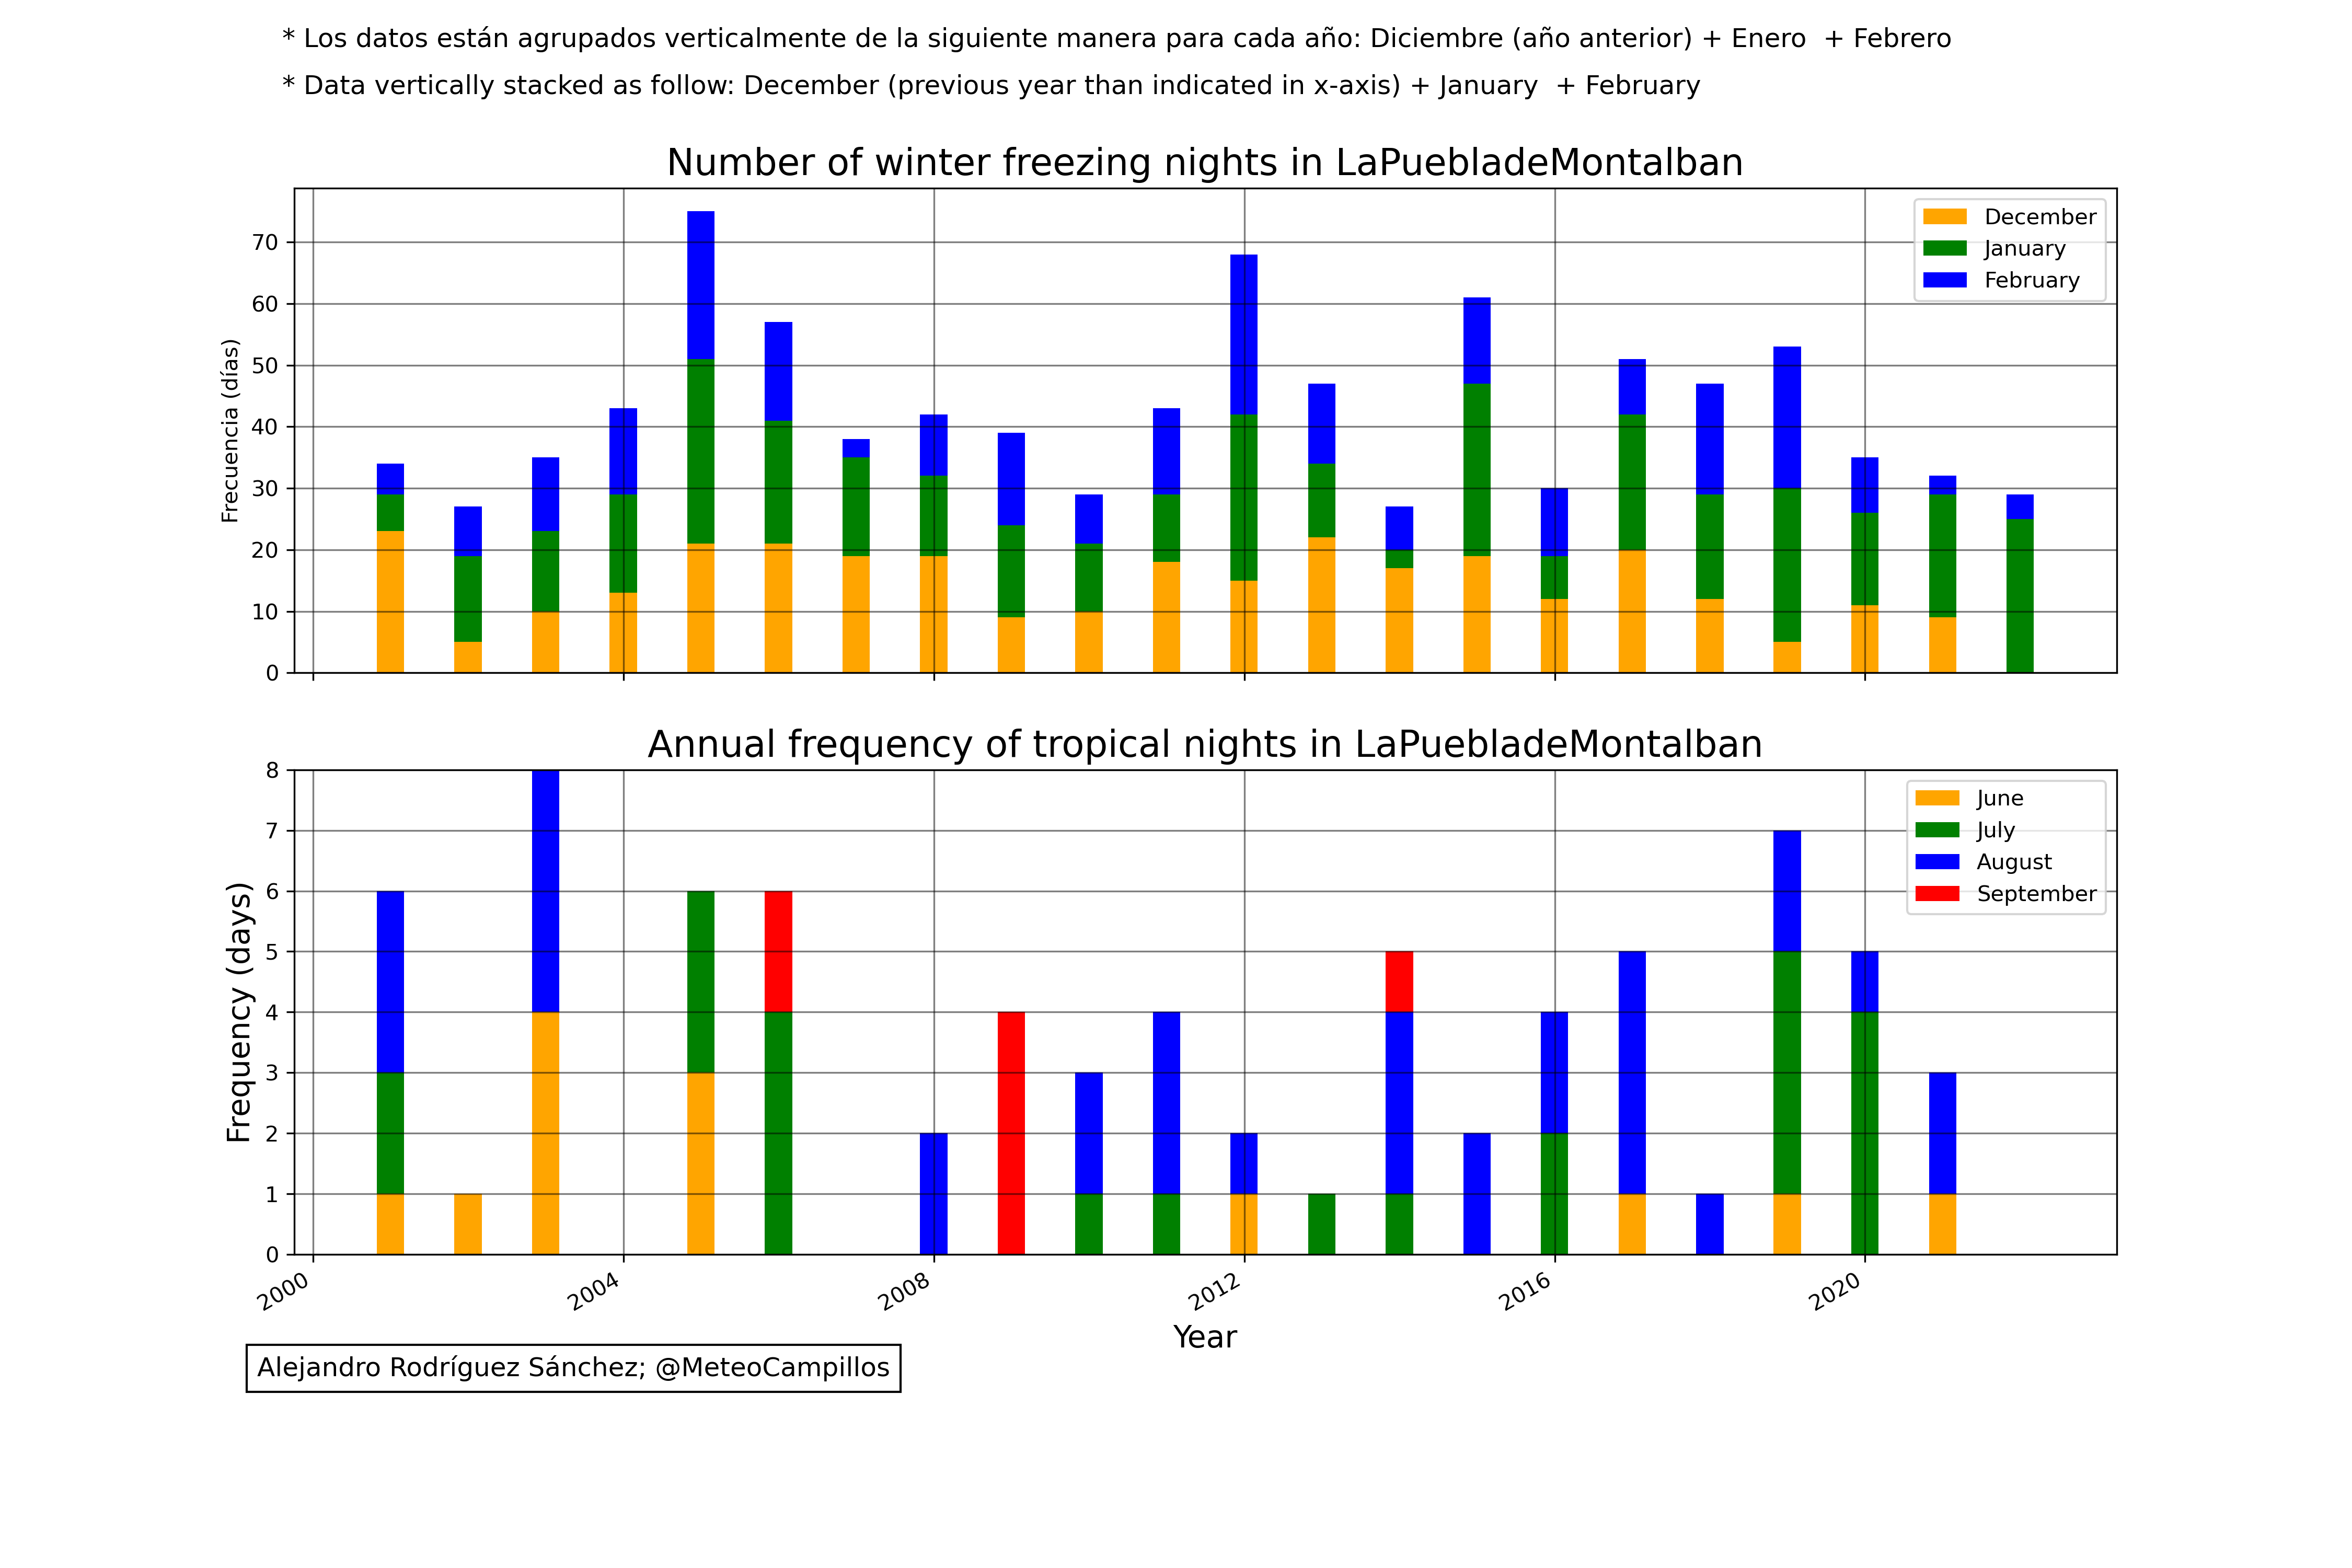 * Los datos están agrupados verticalmente de la siguiente manera para cada año: Diciembre (año anterior) + Enero  + Febrero
* Data vertically stacked as follow: December (previous year than indicated in x-axis) + January  + February
Number of winter freezing nights in LaPuebladeMontalban
Frecuencia (días)
70
60
50
40
30
20
10
0
December
January
February
Annual frequency of tropical nights in LaPuebladeMontalban
Frequency (days)
8
7
6
5
4
3
2
1
0
June
July
August
September
2000
2004
2008
2012
2016
2020
Year
Alejandro Rodríguez Sánchez; @MeteoCampillos